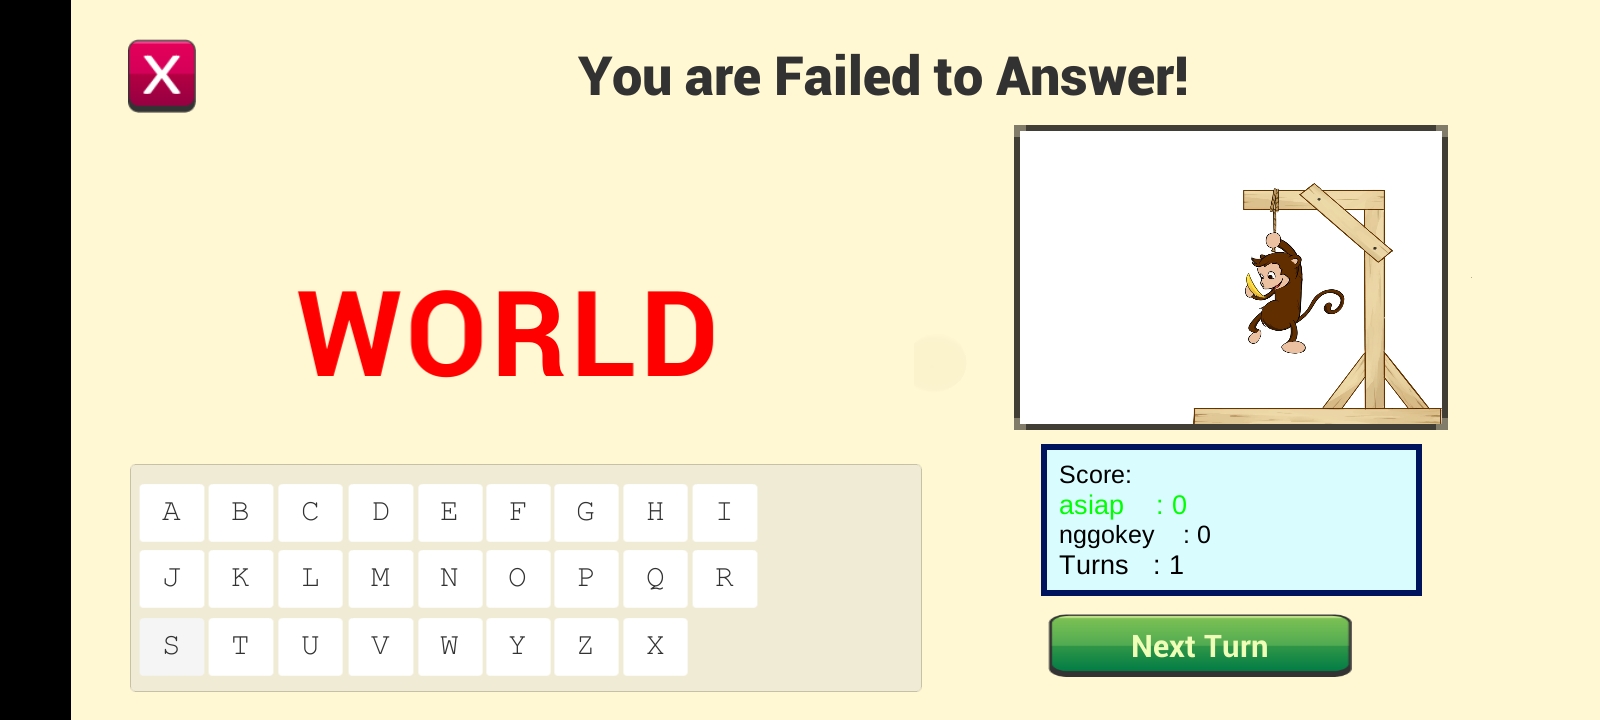 X
You are Failed to Answer!
WORLD
A B C D E F G H I
J K L M N O P Q R
S T U V W Y Z X
Score:
asiap : 0
nggokey : 0
Turns : 1
Next Turn